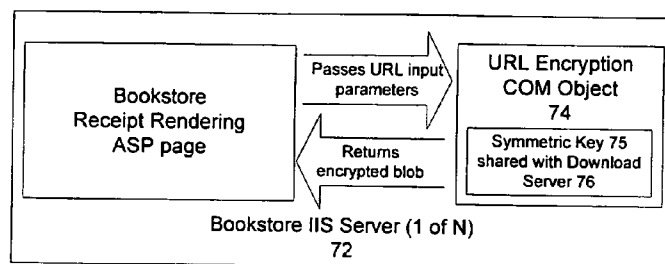 Bookstore
Receipt Rendering
ASP page
Passes URL input
parameters
Returns
encrypted blob
URL Encryption
COM Object
74
Symmetric Key 75
shared with Download
Server 76
Bookstore IIS Server (1 of N)
72